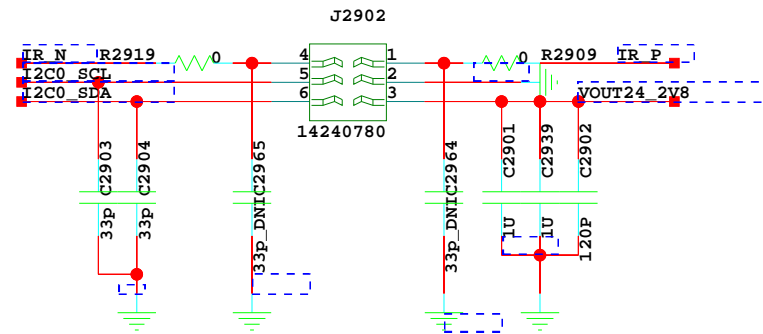 J2902
IR_N R2919 0 4 1 0 R2909 IR_P
I2C0_SCL 5 2
I2C0_SDA 6 3 VOUT24_2V8
14240780
33p C2903
33p C2904
33p_DNI C2965
33p_DNI C2964
1U C2901
1U C2939
120P C2902